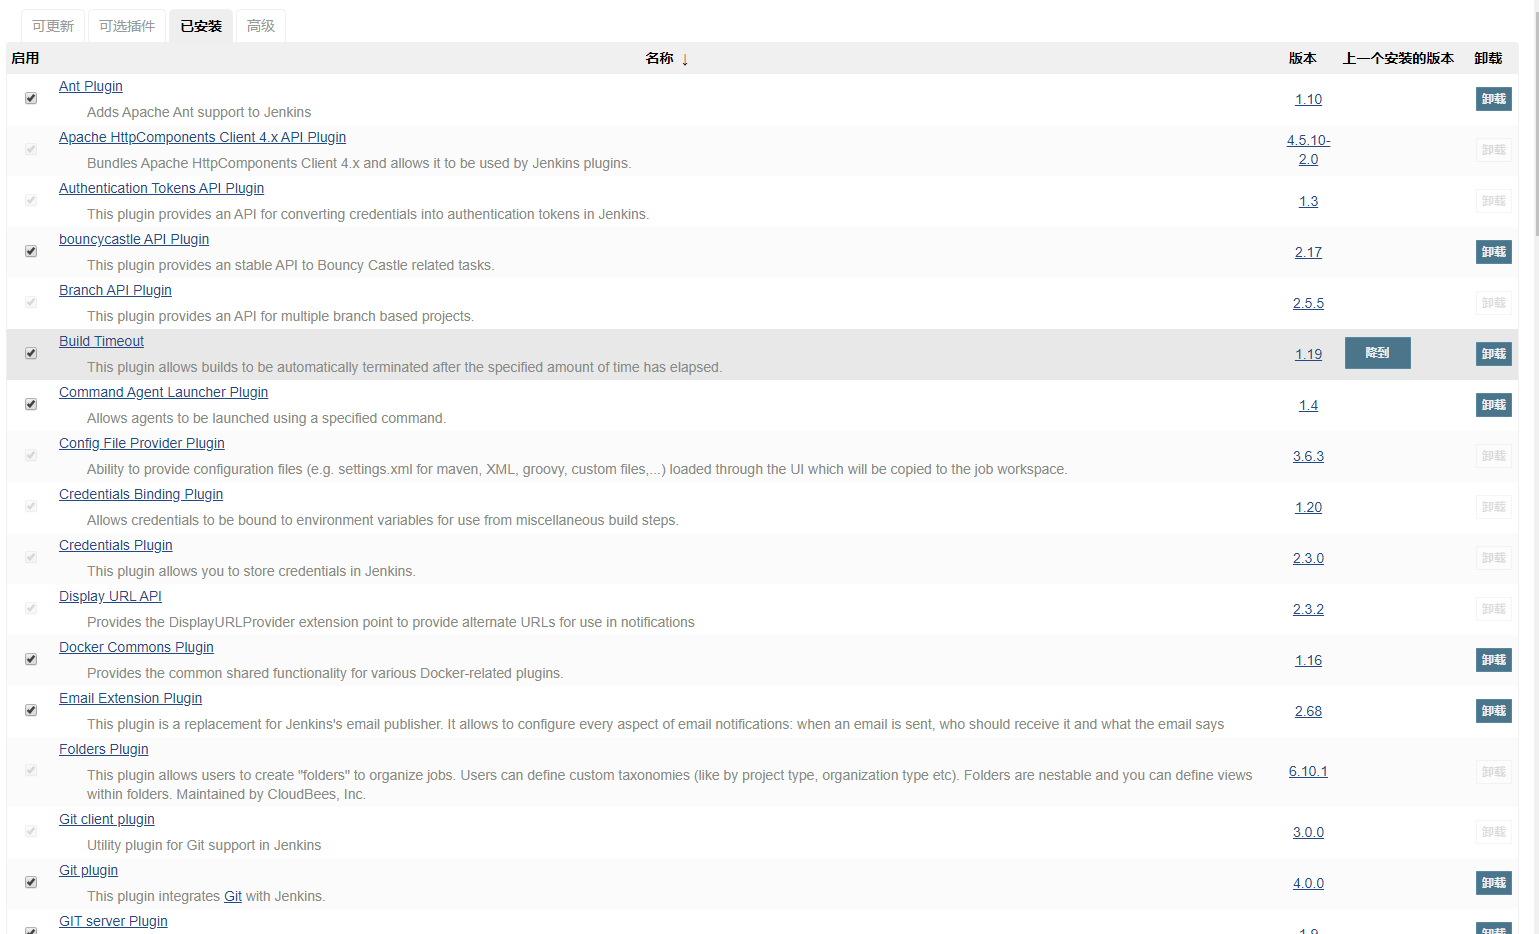 可更新 可选插件 已安装 高级
启用 名称 ↓ 版本 上一个安装的版本 卸载
Ant Plugin
Adds Apache Ant support to Jenkins
1.10 卸载
Apache HttpComponents Client 4.x API Plugin
Bundles Apache HttpComponents Client 4.x and allows it to be used by Jenkins plugins.
4.5.10-
2.0
卸载
Authentication Tokens API Plugin
This plugin provides an API for converting credentials into authentication tokens in Jenkins.
1.3 卸载
bouncycastle API Plugin
This plugin provides an stable API to Bouncy Castle related tasks.
2.17 卸载
Branch API Plugin
This plugin provides an API for multiple branch based projects.
2.5.5 卸载
Build Timeout
This plugin allows builds to be automatically terminated after the specified amount of time has elapsed.
1.19 降到 卸载
Command Agent Launcher Plugin
Allows agents to be launched using a specified command.
1.4 卸载
Config File Provider Plugin
Ability to provide configuration files (e.g. settings.xml for maven, XML, groovy, custom files,...) loaded through the UI which will be copied to the job workspace.
3.6.3 卸载
Credentials Binding Plugin
Allows credentials to be bound to environment variables for use from miscellaneous build steps.
1.20 卸载
Credentials Plugin
This plugin allows you to store credentials in Jenkins.
2.3.0 卸载
Display URL API
Provides the DisplayURLProvider extension point to provide alternate URLs for use in notifications
2.3.2 卸载
Docker Commons Plugin
Provides the common shared functionality for various Docker-related plugins.
1.16 卸载
Email Extension Plugin
This plugin is a replacement for Jenkins's email publisher. It allows to configure every aspect of email notifications: when an email is sent, who should receive it and what the email says
2.68 卸载
Folders Plugin
This plugin allows users to create "folders" to organize jobs. Users can define custom taxonomies (like by project type, organization type etc). Folders are nestable and you can define views
within folders. Maintained by CloudBees, Inc.
6.10.1 卸载
Git client plugin
Utility plugin for Git support in Jenkins
3.0.0 卸载
Git plugin
This plugin integrates Git with Jenkins.
4.0.0 卸载
GIT server Plugin
1.9 卸载